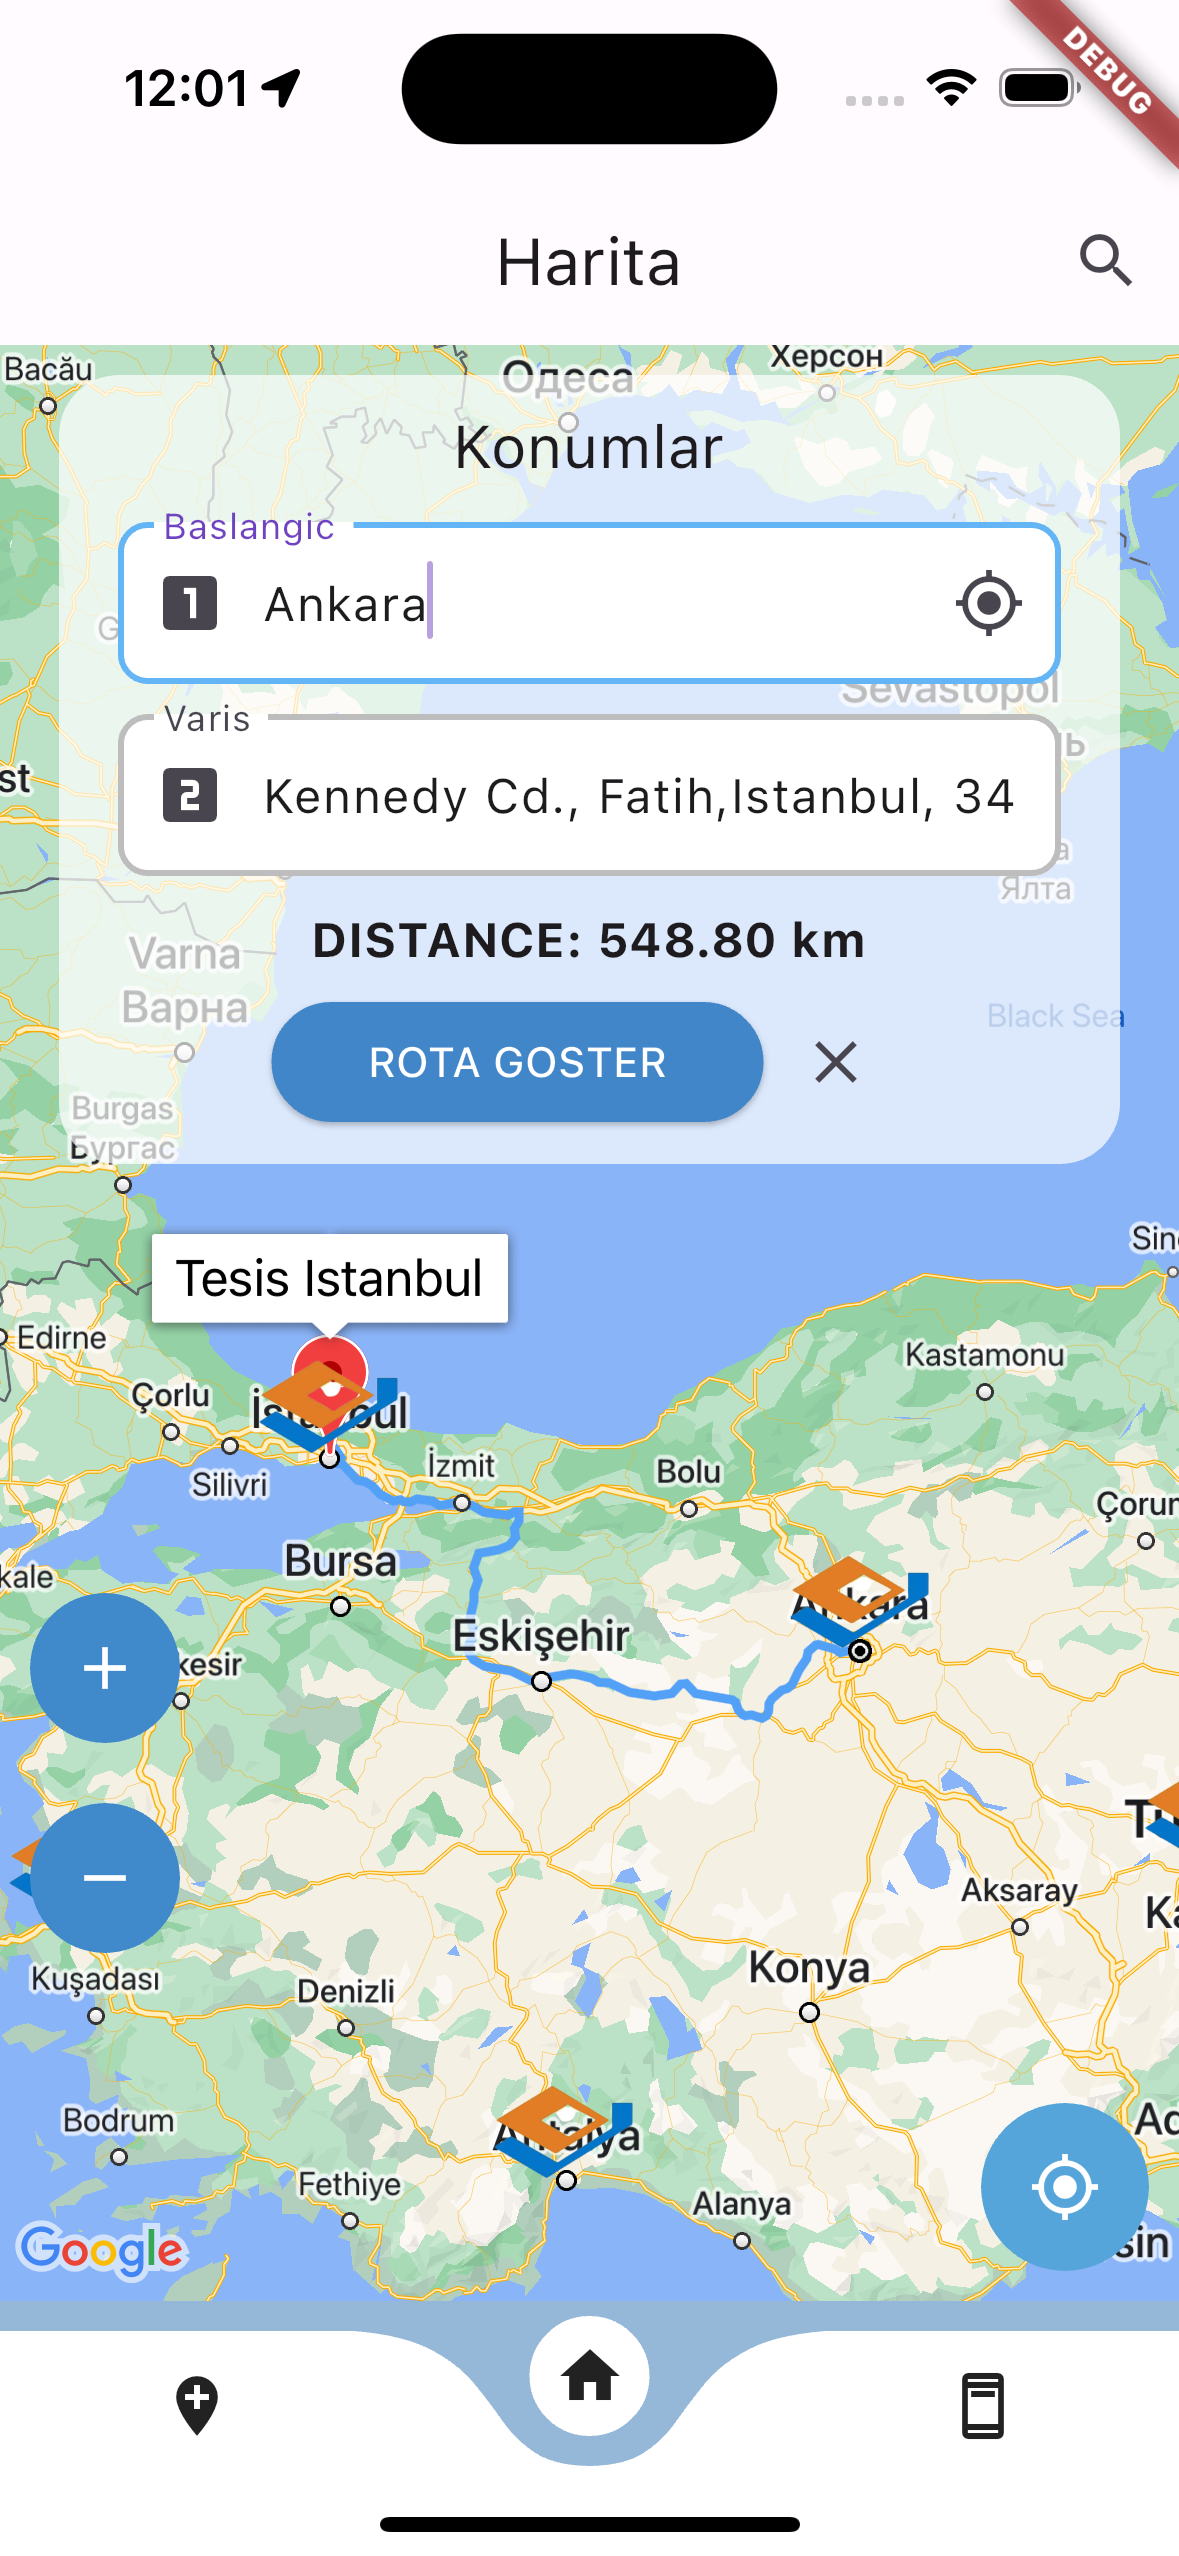 12:01
DEBUG
Harita
Bacău
Одеса
Херсон
Konumlar
Baslangic
1
Ankara
Sevastopol
Varis
2
Kennedy Cd., Fatih,Istanbul, 34
Ялта
DISTANCE: 548.80 km
Varna
Варна
Black Sea
ROTA GOSTER
Burgas
Бургас
Tesis Istanbul
Edirne
Kastamonu
Çorlu
İstanbul
İzmit
Bolu
Silivri
Bursa
Ankara
Eskişehir
Aksaray
Konya
Kuşadası
Denizli
Bodrum
Antalya
Fethiye
Alanya
Google